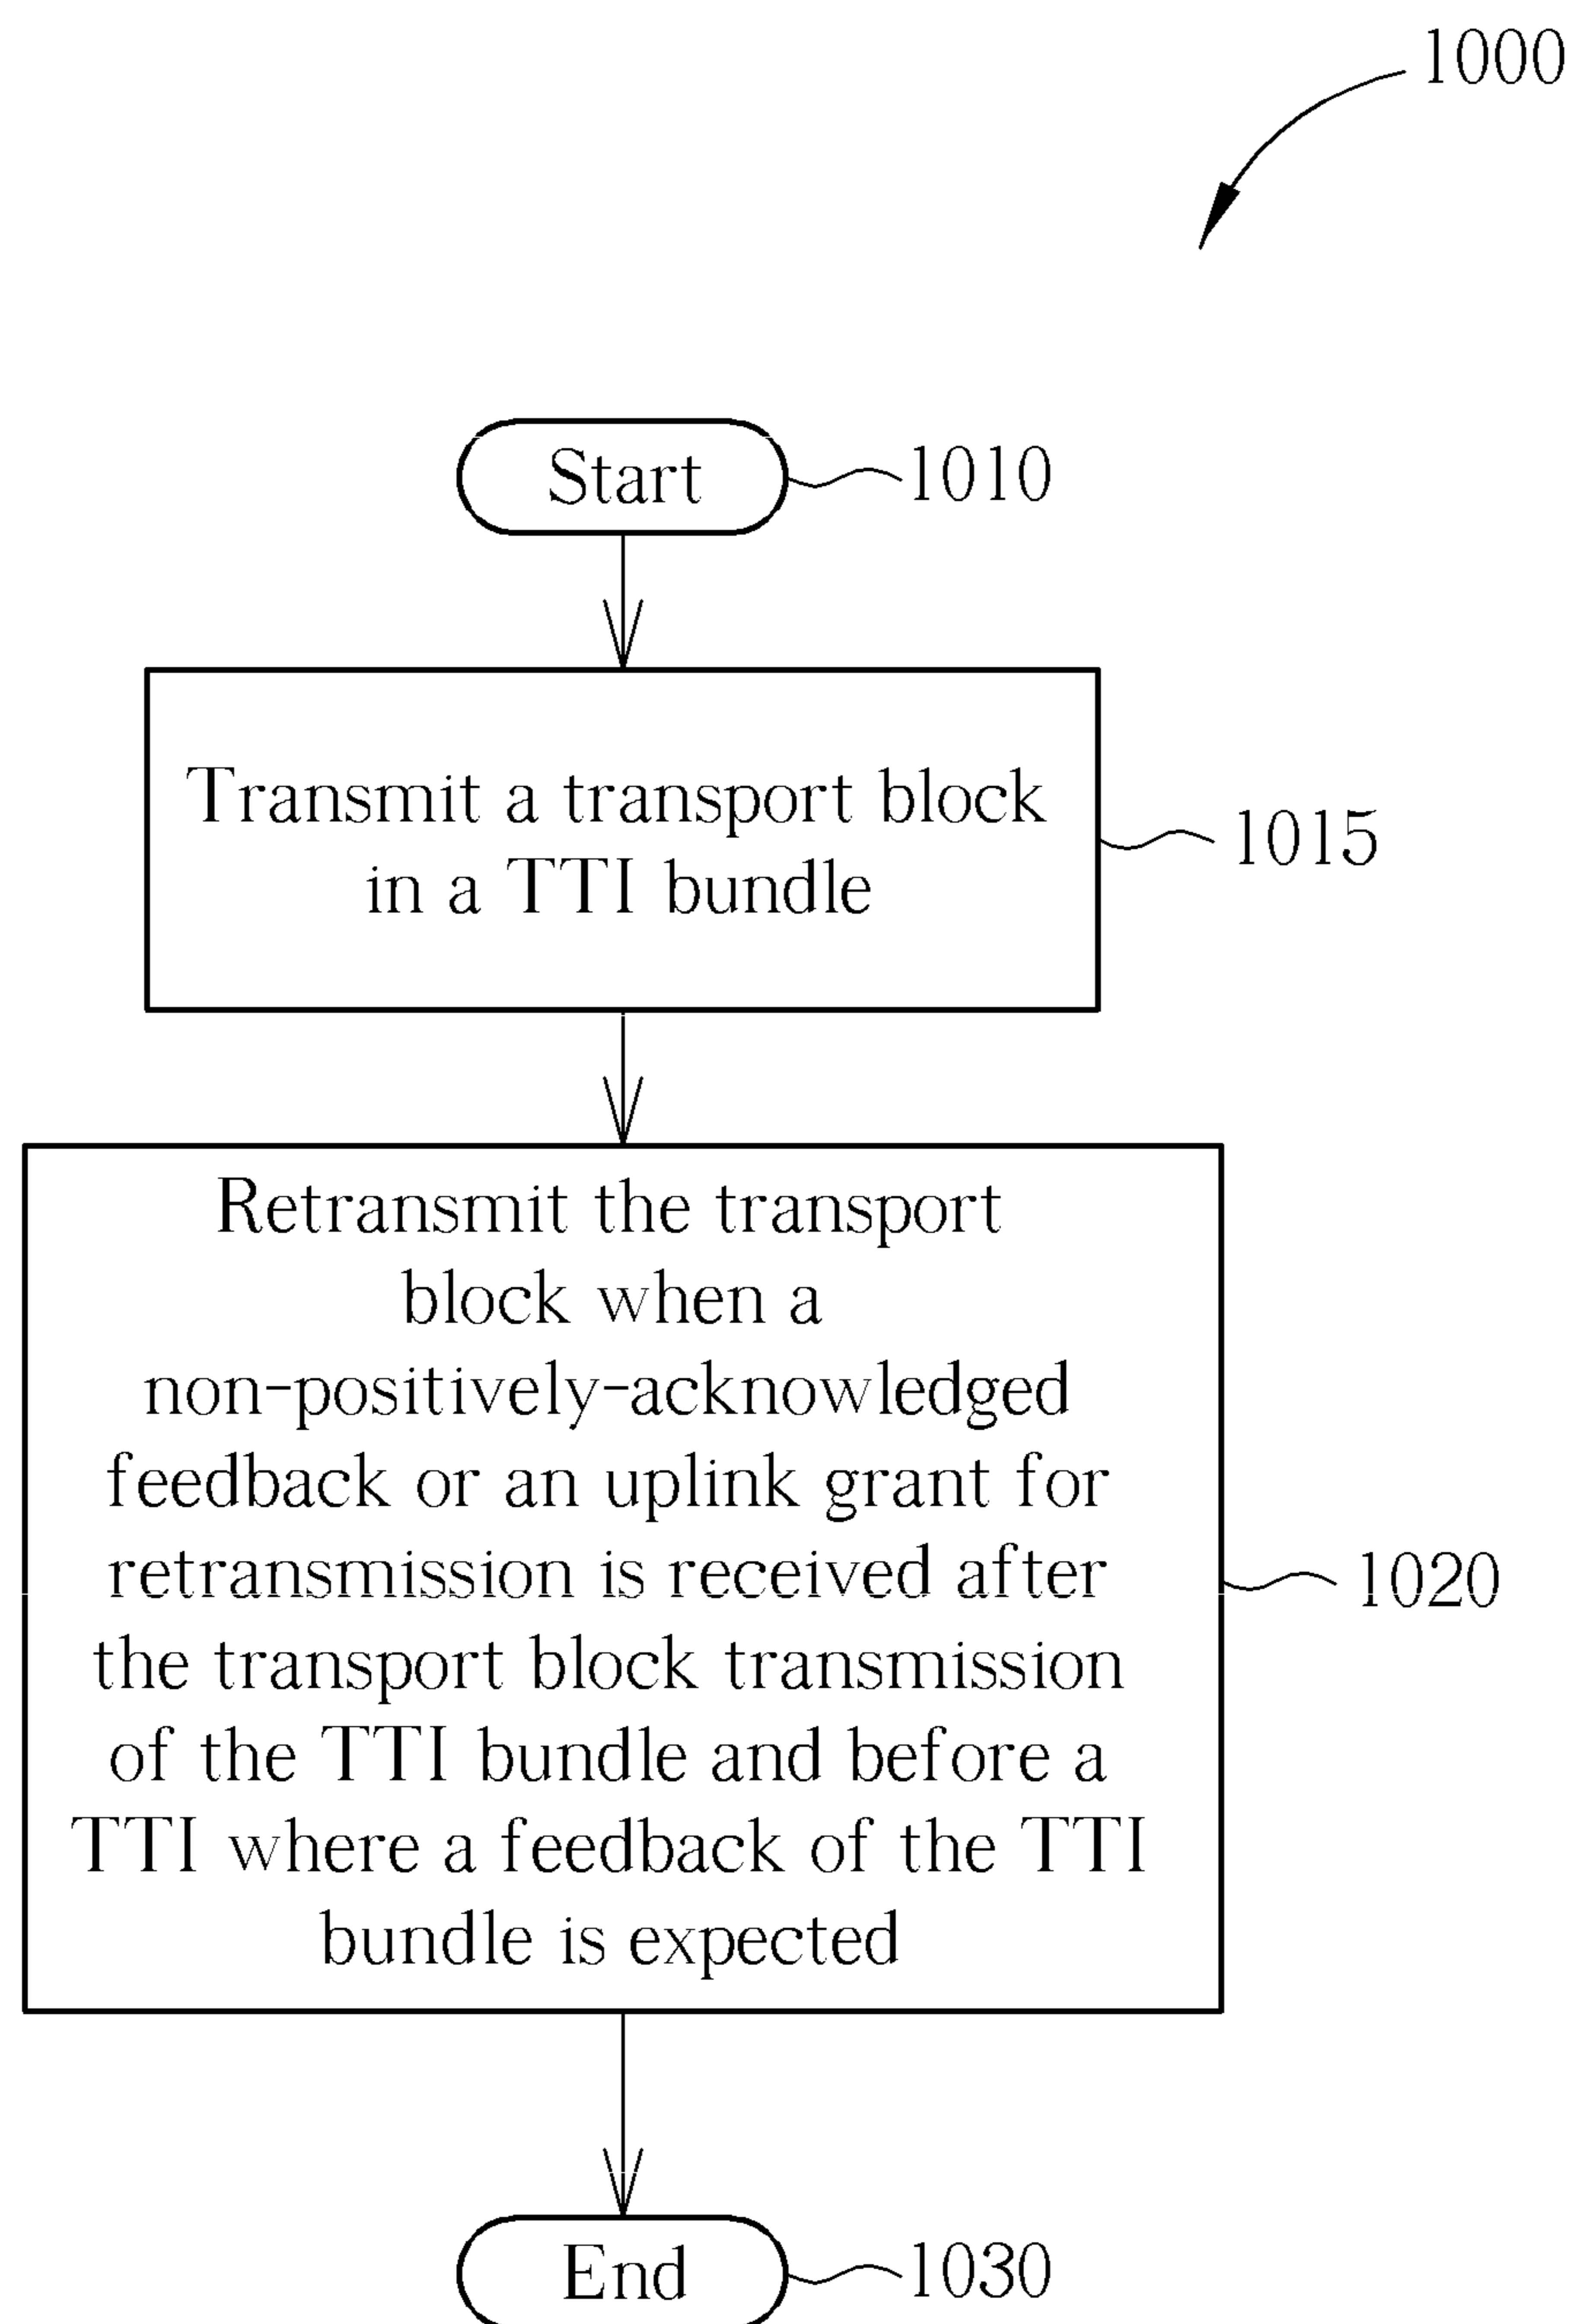 1000
Start
1010
Transmit a transport block
in a TTI bundle
1015
Retransmit the transport
block when a
non-positively-acknowledged
feedback or an uplink grant for
retransmission is received after
the transport block transmission
of the TTI bundle and before a
TTI where a feedback of the TTI
bundle is expected
1020
End
1030